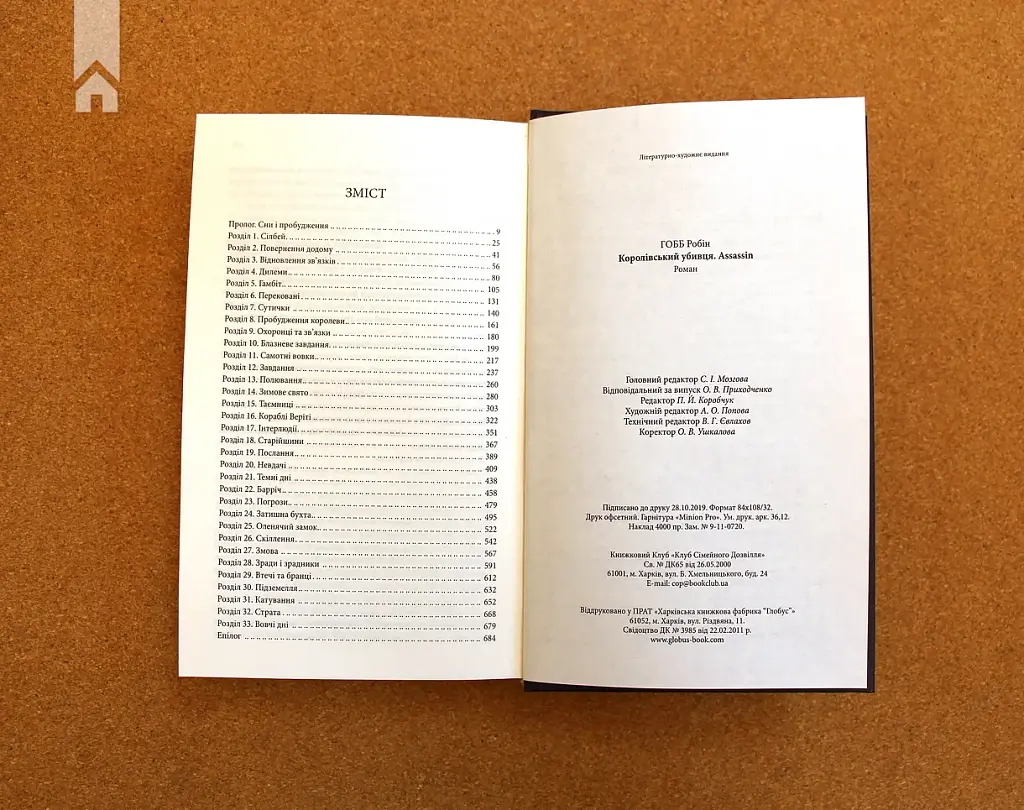 ЗМІСТ
Пролог. Сни і пробудження .. 9
Розділ 1. Сілбей. .. 25
Розділ 2. Повернення додому .. 41
Розділ 3. Відновлення зв'язків .. 56
Розділ 4. Дилеми .. 80
Розділ 5. Гамбіт .. 105
Розділ 6. Перековані .. 131
Розділ 7. Сутички .. 140
Розділ 8. Пробудження королеви .. 161
Розділ 9. Охоронці та зв'язки .. 180
Розділ 10. Блазневе завдання .. 199
Розділ 11. Самотні вовки .. 217
Розділ 12. Завдання .. 237
Розділ 13. Полювання .. 260
Розділ 14. Зимове свято .. 280
Розділ 15. Таємниці .. 303
Розділ 16. Кораблі Веріті .. 322
Розділ 17. Інтерлюдії .. 351
Розділ 18. Старійшини .. 367
Розділ 19. Послання .. 389
Розділ 20. Невдачі .. 409
Розділ 21. Темні дні .. 438
Розділ 22. Барріч .. 458
Розділ 23. Погрози .. 479
Розділ 24. Затишна бухта .. 495
Розділ 25. Оленячий замок .. 522
Розділ 26. Скіллення .. 542
Розділ 27. Змова .. 567
Розділ 28. Зради і зрадники .. 591
Розділ 29. Втечі та бранці .. 612
Розділ 30. Підземелля .. 632
Розділ 31. Катування .. 652
Розділ 32. Страта .. 668
Розділ 33. Вовчі дні .. 679
Епілог .. 684
Літературно-художнє видання
ГОББ Робін
Королівський убивця. Assassin
Роман
Головний редактор С. І. Мозгова
Відповідальний за випуск О. В. Приходченко
Редактор П. Й. Корабчук
Художній редактор А. О. Попова
Технічний редактор В. Г. Євлахов
Коректор О. В. Ушкалова
Підписано до друку 28.10.2019. Формат 84х108/32.
Друк офсетний. Гарнітура «Minion Pro». Ум. друк. арк. 36,12.
Наклад 4000 пр. Зам. № 9-11-0720.
Книжковий Клуб «Клуб Сімейного Дозвілля»
Св. № ДК65 від 26.05.2000
61001, м. Харків, вул. Б. Хмельницького, буд. 24
E-mail: cop@bookclub.ua
Віддруковано у ПРАТ «Харківська книжкова фабрика "Глобус"»
61052, м. Харків, вул. Різдвяна, 11.
Свідоцтво ДК № 3985 від 22.02.2011 р.
www.globus-book.com